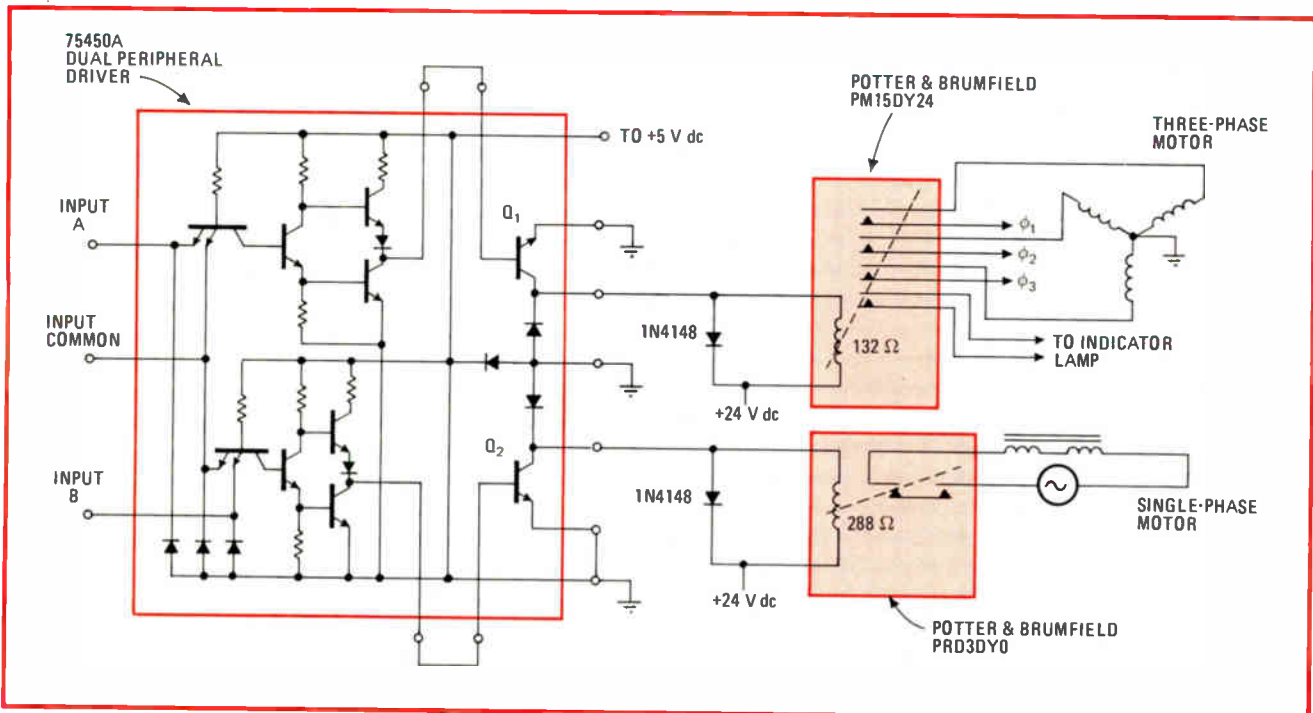 75450A
DUAL PERIPHERAL
DRIVER
POTTER & BRUMFIELD
PM15DY24
THREE-PHASE
MOTOR
TO +5 V dc
INPUT
A
Q1
ϕ1
ϕ2
ϕ3
INPUT
COMMON
1N4148
132 Ω
TO INDICATOR
LAMP
+24 V dc
Q2
INPUT
B
1N4148
288 Ω
SINGLE-PHASE
MOTOR
+24 V dc
POTTER & BRUMFIELD
PRD3DY0